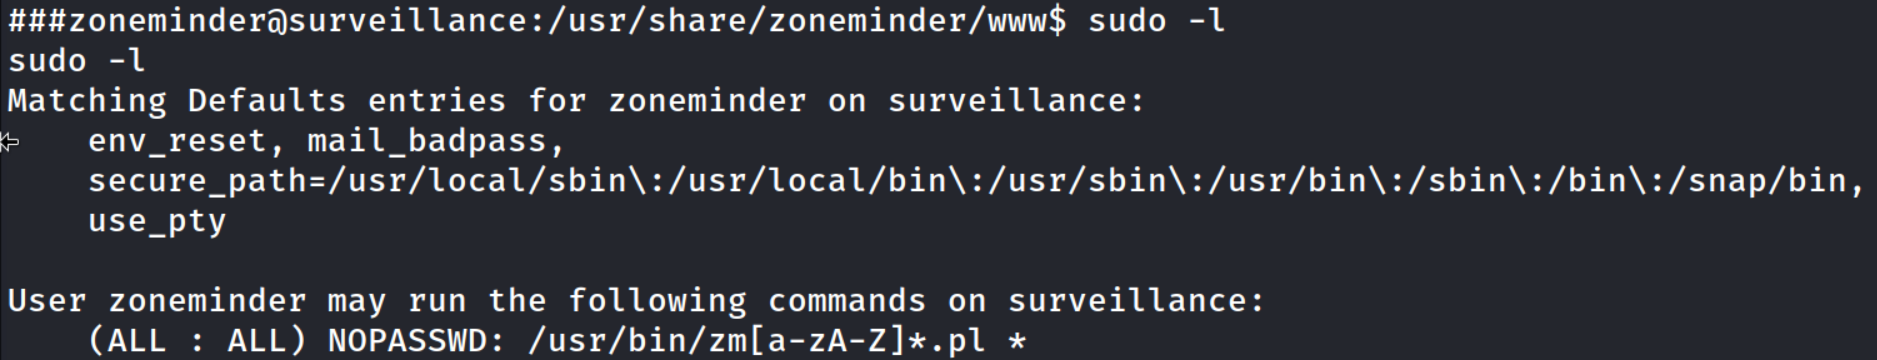 ###zoneminder@surveillance:/usr/share/zoneminder/www$ sudo -l
sudo -l
Matching Defaults entries for zoneminder on surveillance:
    env_reset, mail_badpass,
    secure_path=/usr/local/sbin\:/usr/local/bin\:/usr/sbin\:/usr/bin\:/sbin\:/bin\:/snap/bin,
    use_pty

User zoneminder may run the following commands on surveillance:
    (ALL : ALL) NOPASSWD: /usr/bin/zm[a-zA-Z]*.pl *